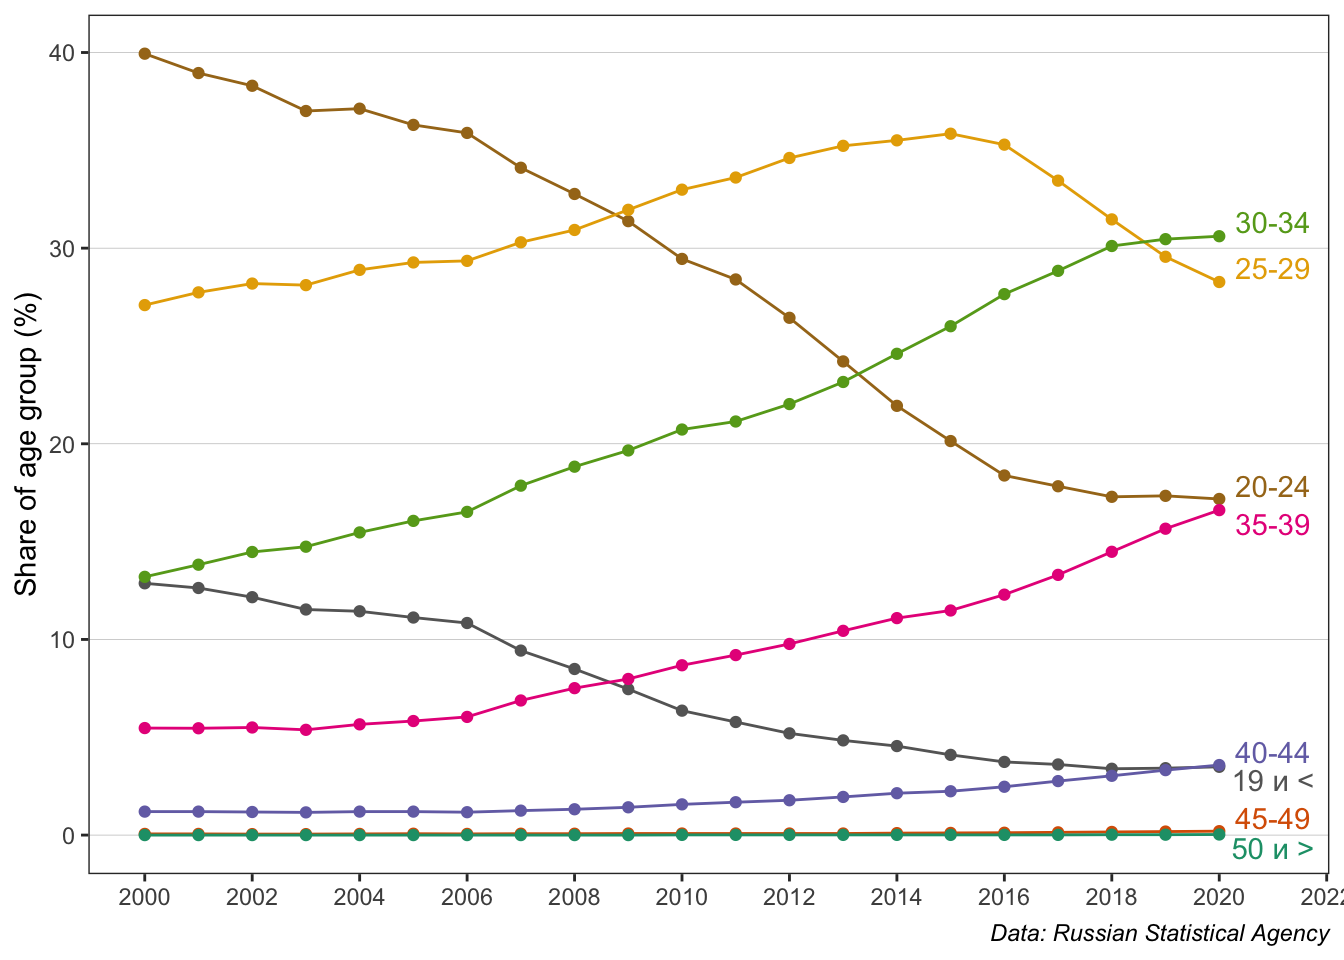 Share of age group (%)
40
30
20
10
0
30-34
25-29
20-24
35-39
40-44
19 и <
45-49
50 и >
2000 2002 2004 2006 2008 2010 2012 2014 2016 2018 2020 2022
Data: Russian Statistical Agency